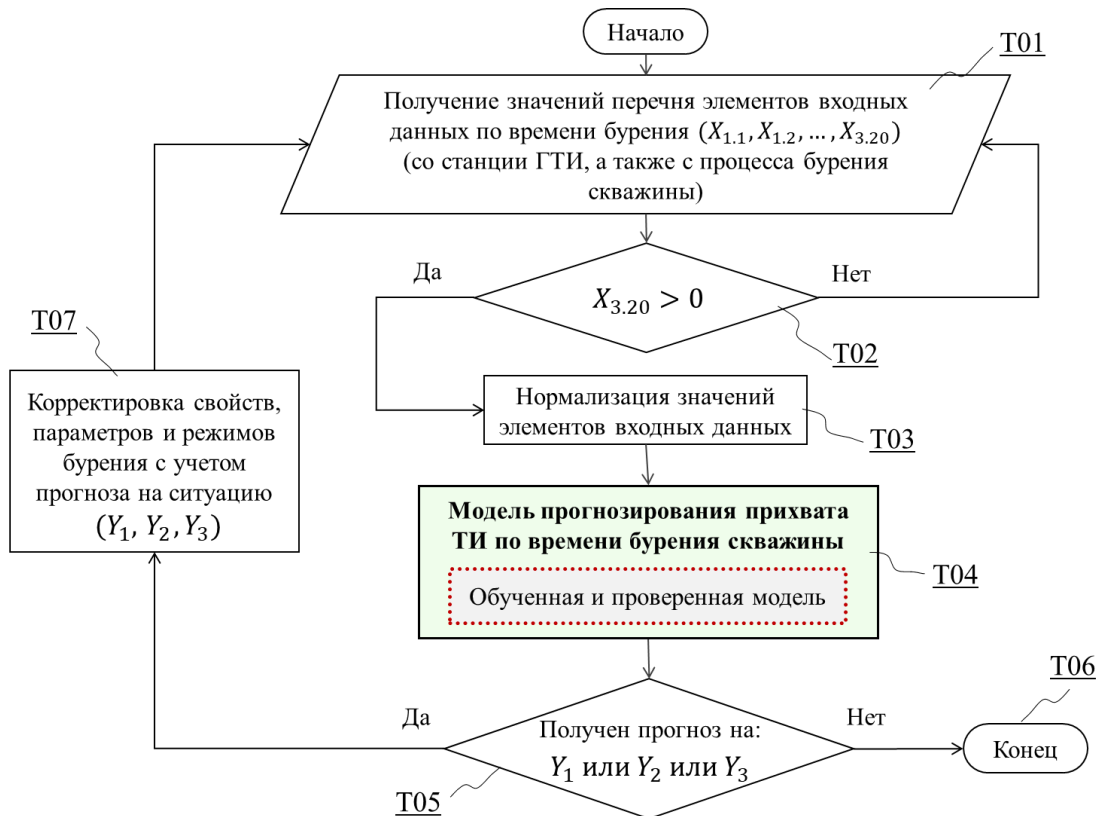 Начало
T01
Получение значений перечня элементов входных
данных по времени бурения (X₁.₁, X₁.₂, … , X₃.₂₀)
(со станции ГТИ, а также с процесса бурения
скважины)
Да
Нет
X₃.₂₀ > 0
T02
T07
Корректировка свойств,
параметров и режимов
бурения с учетом
прогноза на ситуацию
(Y₁, Y₂, Y₃)
Нормализация значений
элементов входных данных
T03
Модель прогнозирования прихвата
ТИ по времени бурения скважины
Обученная и проверенная модель
T04
Да
Нет
Получен прогноз на:
Y₁ или Y₂ или Y₃
T05
T06
Конец